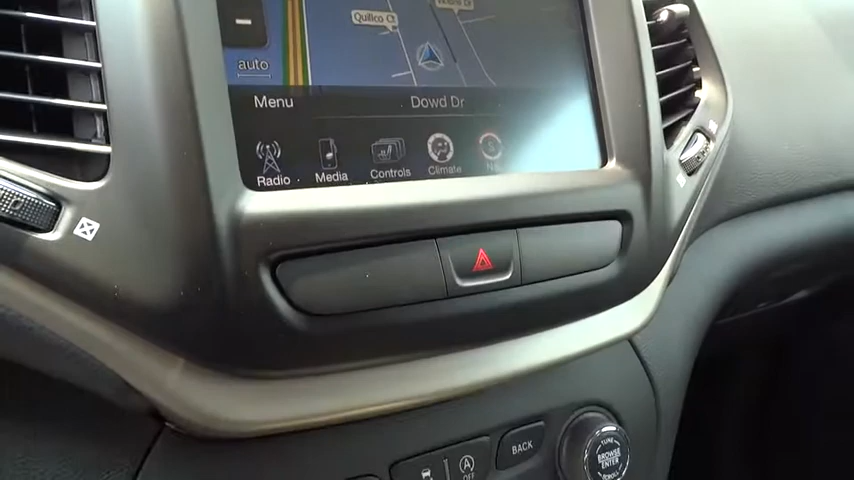 Quilico Ct
auto
Menu
Dowd Dr
Radio
Media
Controls
Climate
BACK
OFF
TUNE
BROWSE
ENTER
SCROLL